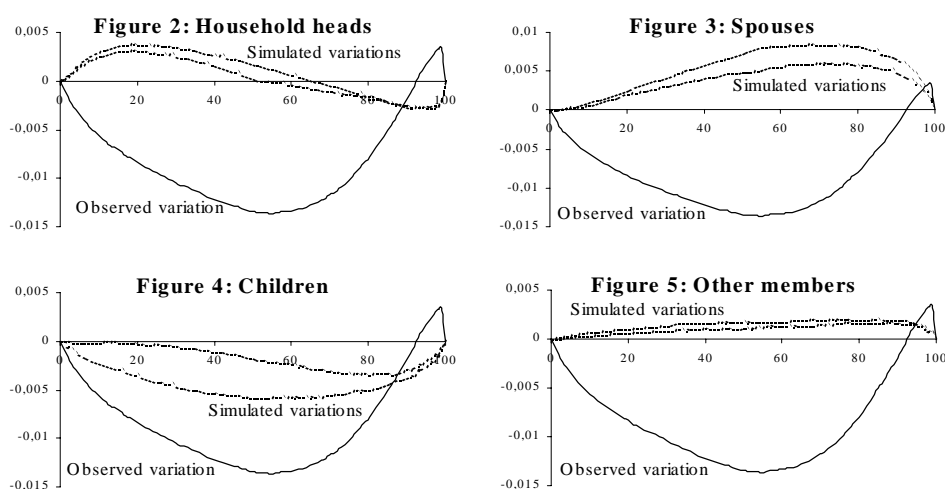 Figure 2: Household heads
0,005
Simulated variations
0
0 20 40 60 80 100
-0,005
-0,01
Observed variation
-0,015
Figure 3: Spouses
0,01
0,005
Simulated variations
0
0 20 40 60 80 100
-0,005
-0,01
Observed variation
-0,015
Figure 4: Children
0,005
0
0 20 40 60 80 100
-0,005
Simulated variations
-0,01
Observed variation
-0,015
Figure 5: Other members
0,005
Simulated variations
0
0 20 40 60 80 100
-0,005
-0,01
Observed variation
-0,015